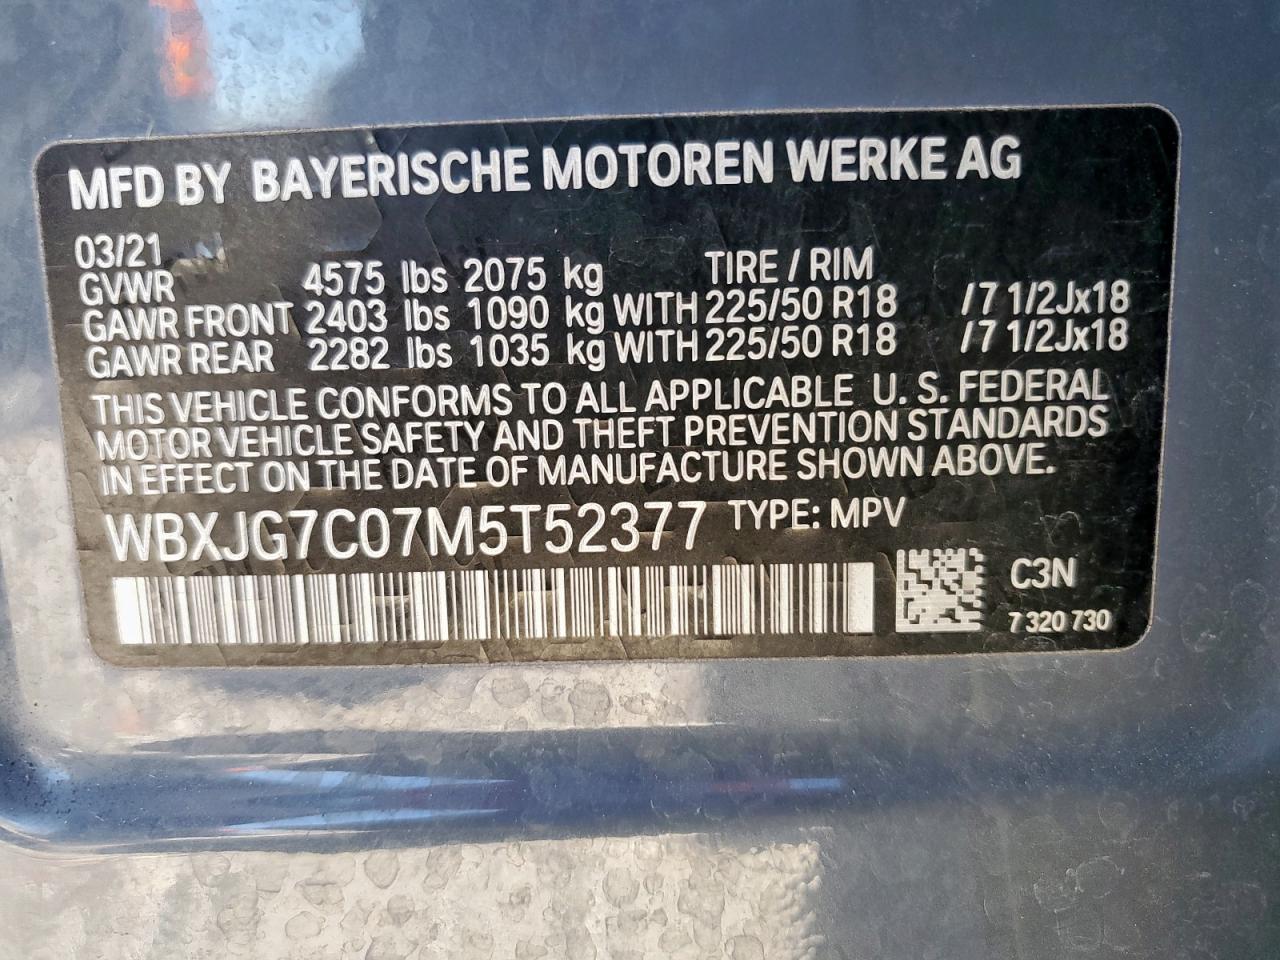 MFD BY BAYERISCHE MOTOREN WERKE AG
03/21
GVWR 4575 lbs 2075 kg TIRE / RIM
GAWR FRONT 2403 lbs 1090 kg WITH 225/50 R18 /7 1/2Jx18
GAWR REAR 2282 lbs 1035 kg WITH 225/50 R18 /7 1/2Jx18
THIS VEHICLE CONFORMS TO ALL APPLICABLE U. S. FEDERAL
MOTOR VEHICLE SAFETY AND THEFT PREVENTION STANDARDS
IN EFFECT ON THE DATE OF MANUFACTURE SHOWN ABOVE.
WBXJG7C07M5T52377 TYPE: MPV
C3N
7 320 730